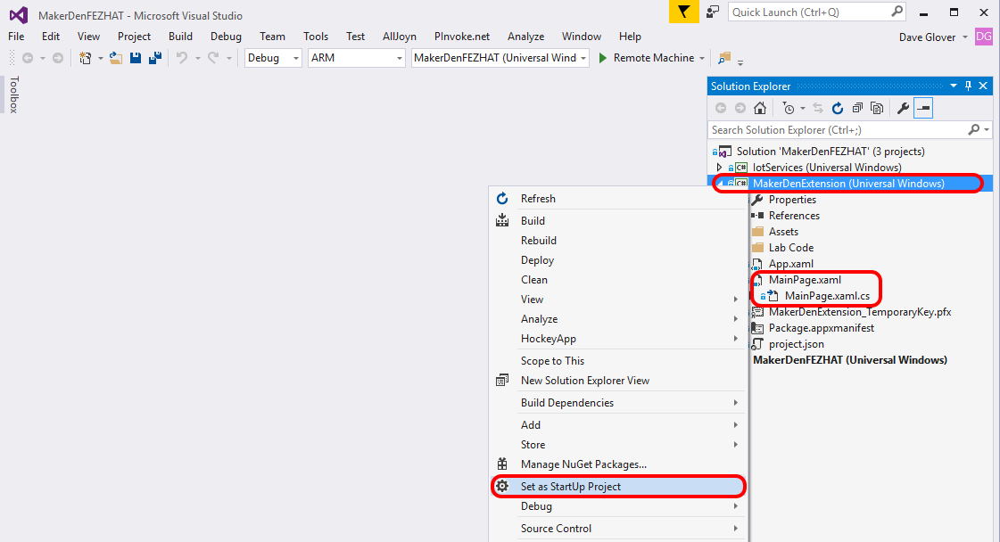 MakerDenFEZHAT - Microsoft Visual Studio
Quick Launch (Ctrl+Q)
File Edit View Project Build Debug Team Tools Test AllJoyn PInvoke.net Analyze Window Help
Dave Glover DG
Debug ARM MakerDenFEZHAT (Universal Wind Remote Machine
Toolbox
Solution Explorer
Search Solution Explorer (Ctrl+;)
Solution 'MakerDenFEZHAT' (3 projects)
C# IotServices (Universal Windows)
C# MakerDenExtension (Universal Windows)
Properties
References
Assets
Lab Code
App.xaml
MainPage.xaml
MainPage.xaml.cs
MakerDenExtension_TemporaryKey.pfx
Package.appxmanifest
project.json
MakerDenFEZHAT (Universal Windows)
Refresh
Build
Rebuild
Deploy
Clean
View
Analyze
HockeyApp
Scope to This
New Solution Explorer View
Build Dependencies
Add
Store
Manage NuGet Packages...
Set as StartUp Project
Debug
Source Control